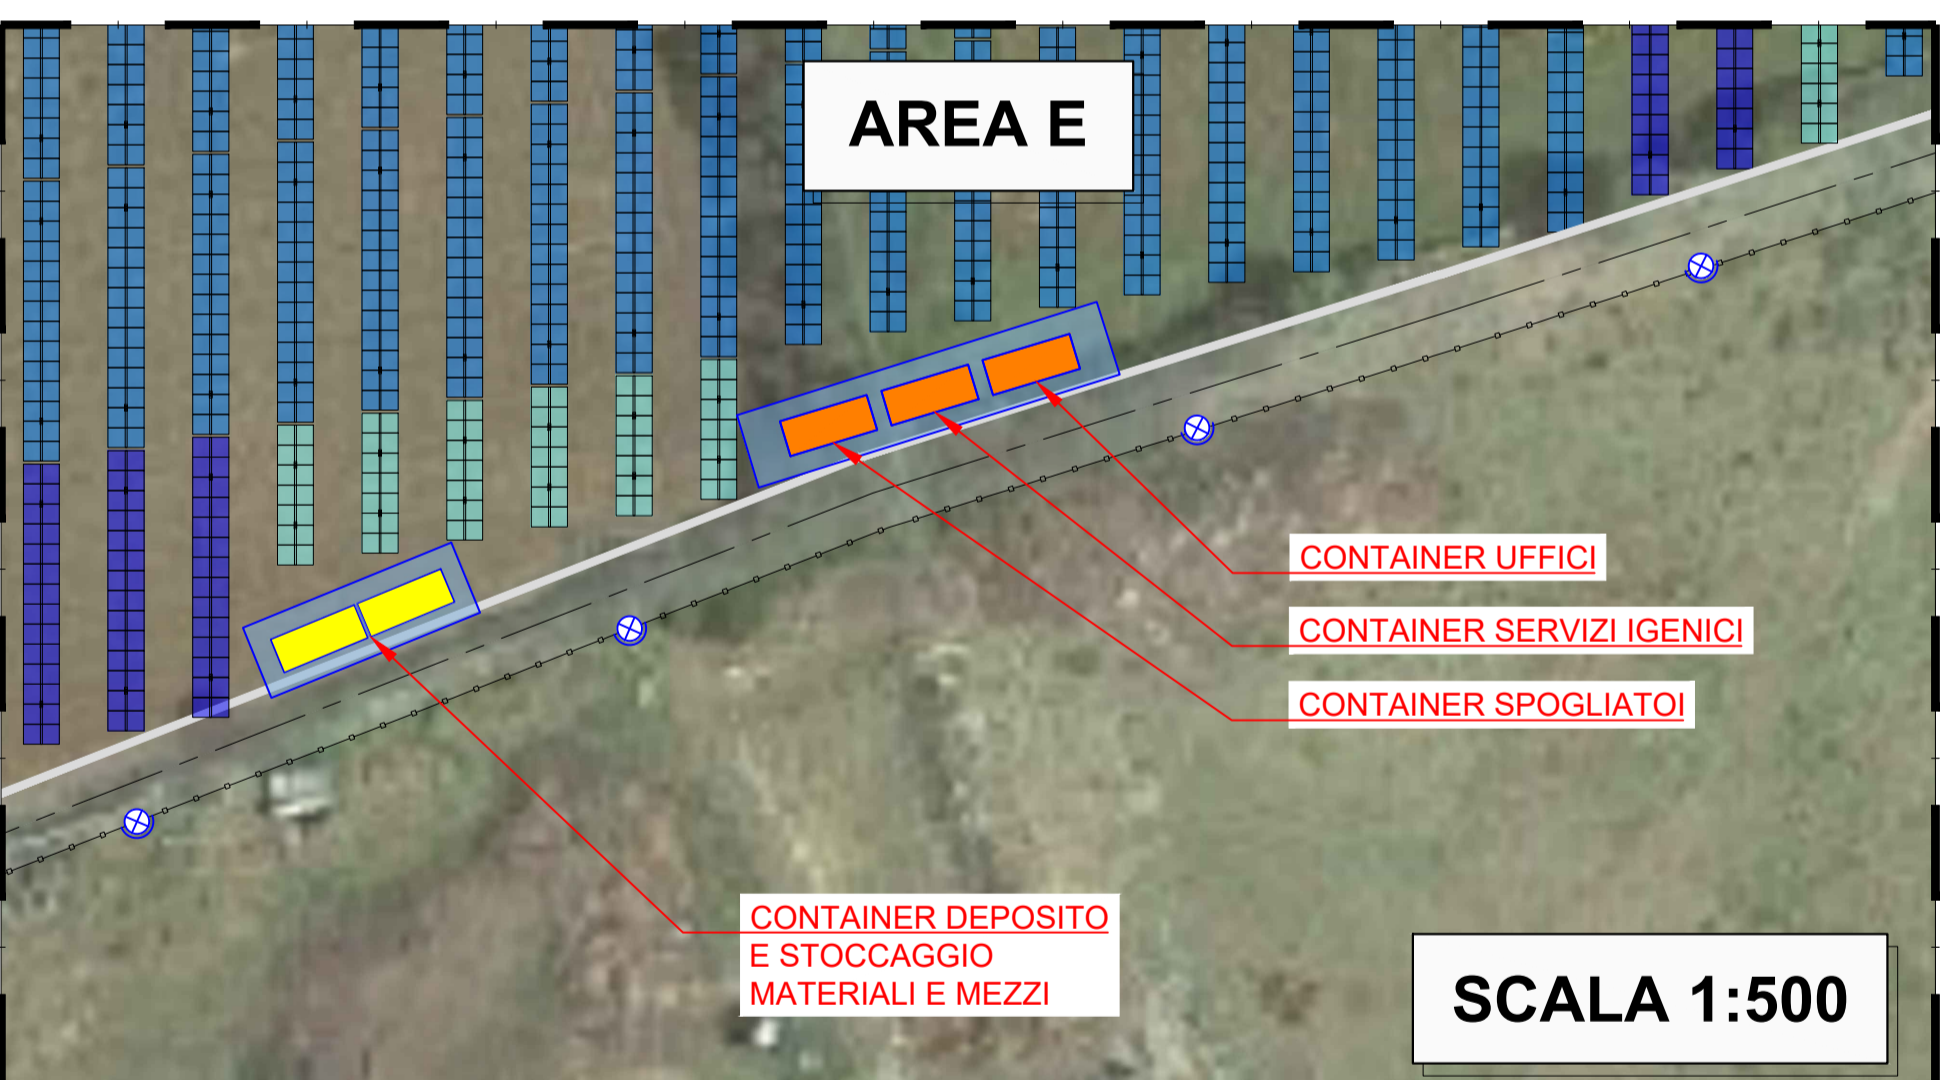 AREA E
CONTAINER UFFICI
CONTAINER SERVIZI IGENICI
CONTAINER SPOGLIATOI
CONTAINER DEPOSITO
E STOCCAGGIO
MATERIALI E MEZZI
SCALA 1:500